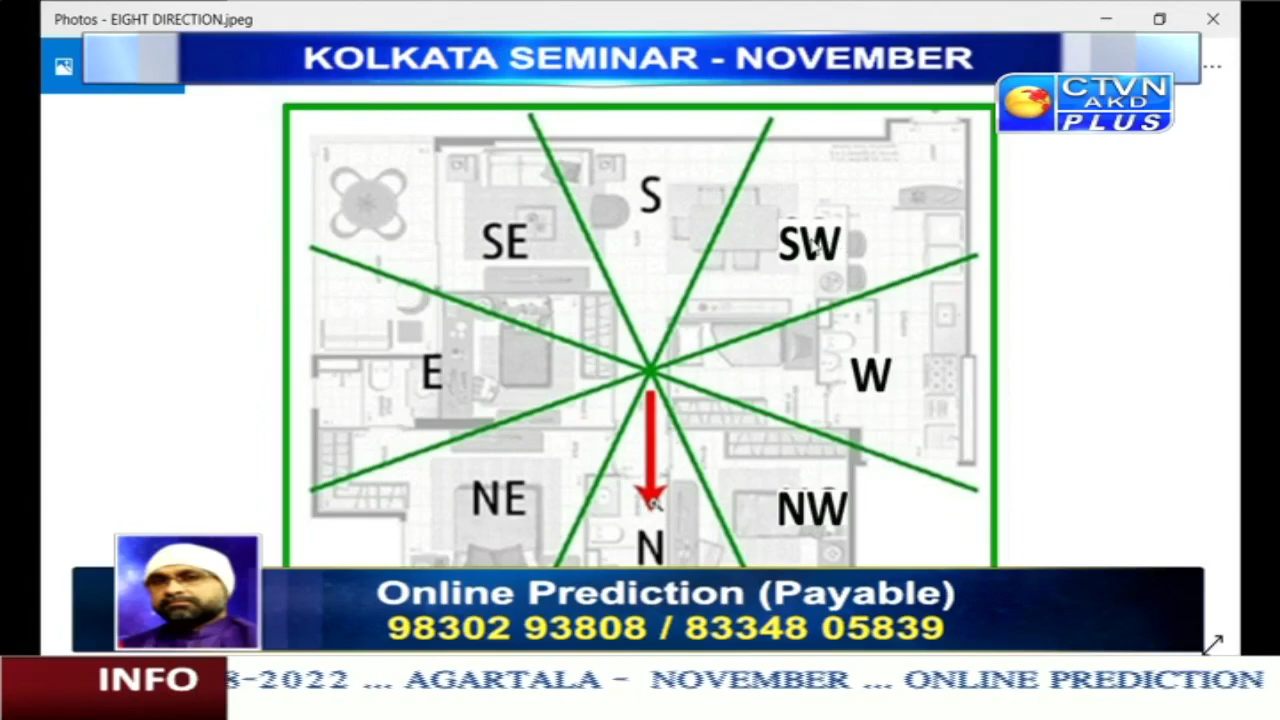 Photos - EIGHT DIRECTION.jpeg
KOLKATA SEMINAR - NOVEMBER
CTVN
AKD
PLUS
S
SE
SW
E
W
NE
NW
N
Online Prediction (Payable)
98302 93808 / 83348 05839
INFO
8-2022 ... AGARTALA - NOVEMBER ... ONLINE PREDICTION